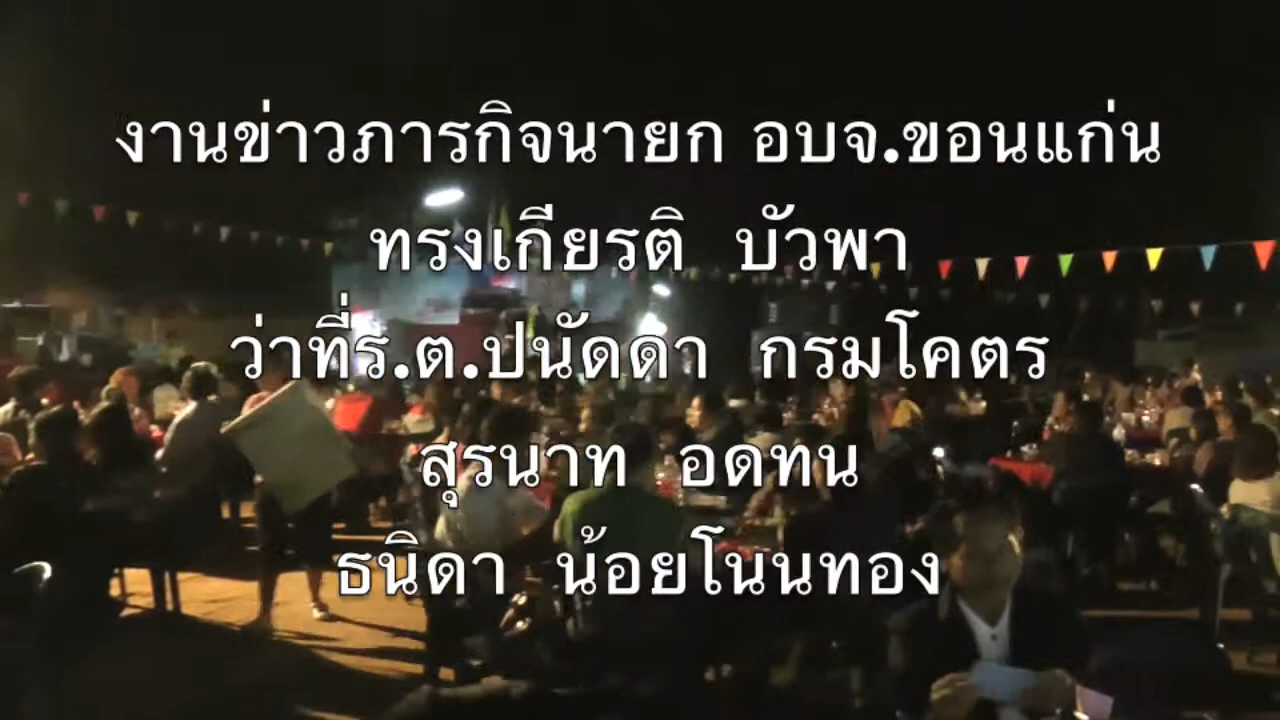 งานข่าวภารกิจนายก อบจ.ขอนแก่น
ทรงเกียรติ  บัวพา
ว่าที่ร.ต.ปนัดดา  กรมโคตร
สุรนาท  อดทน
ธนิดา  น้อยโนนทอง